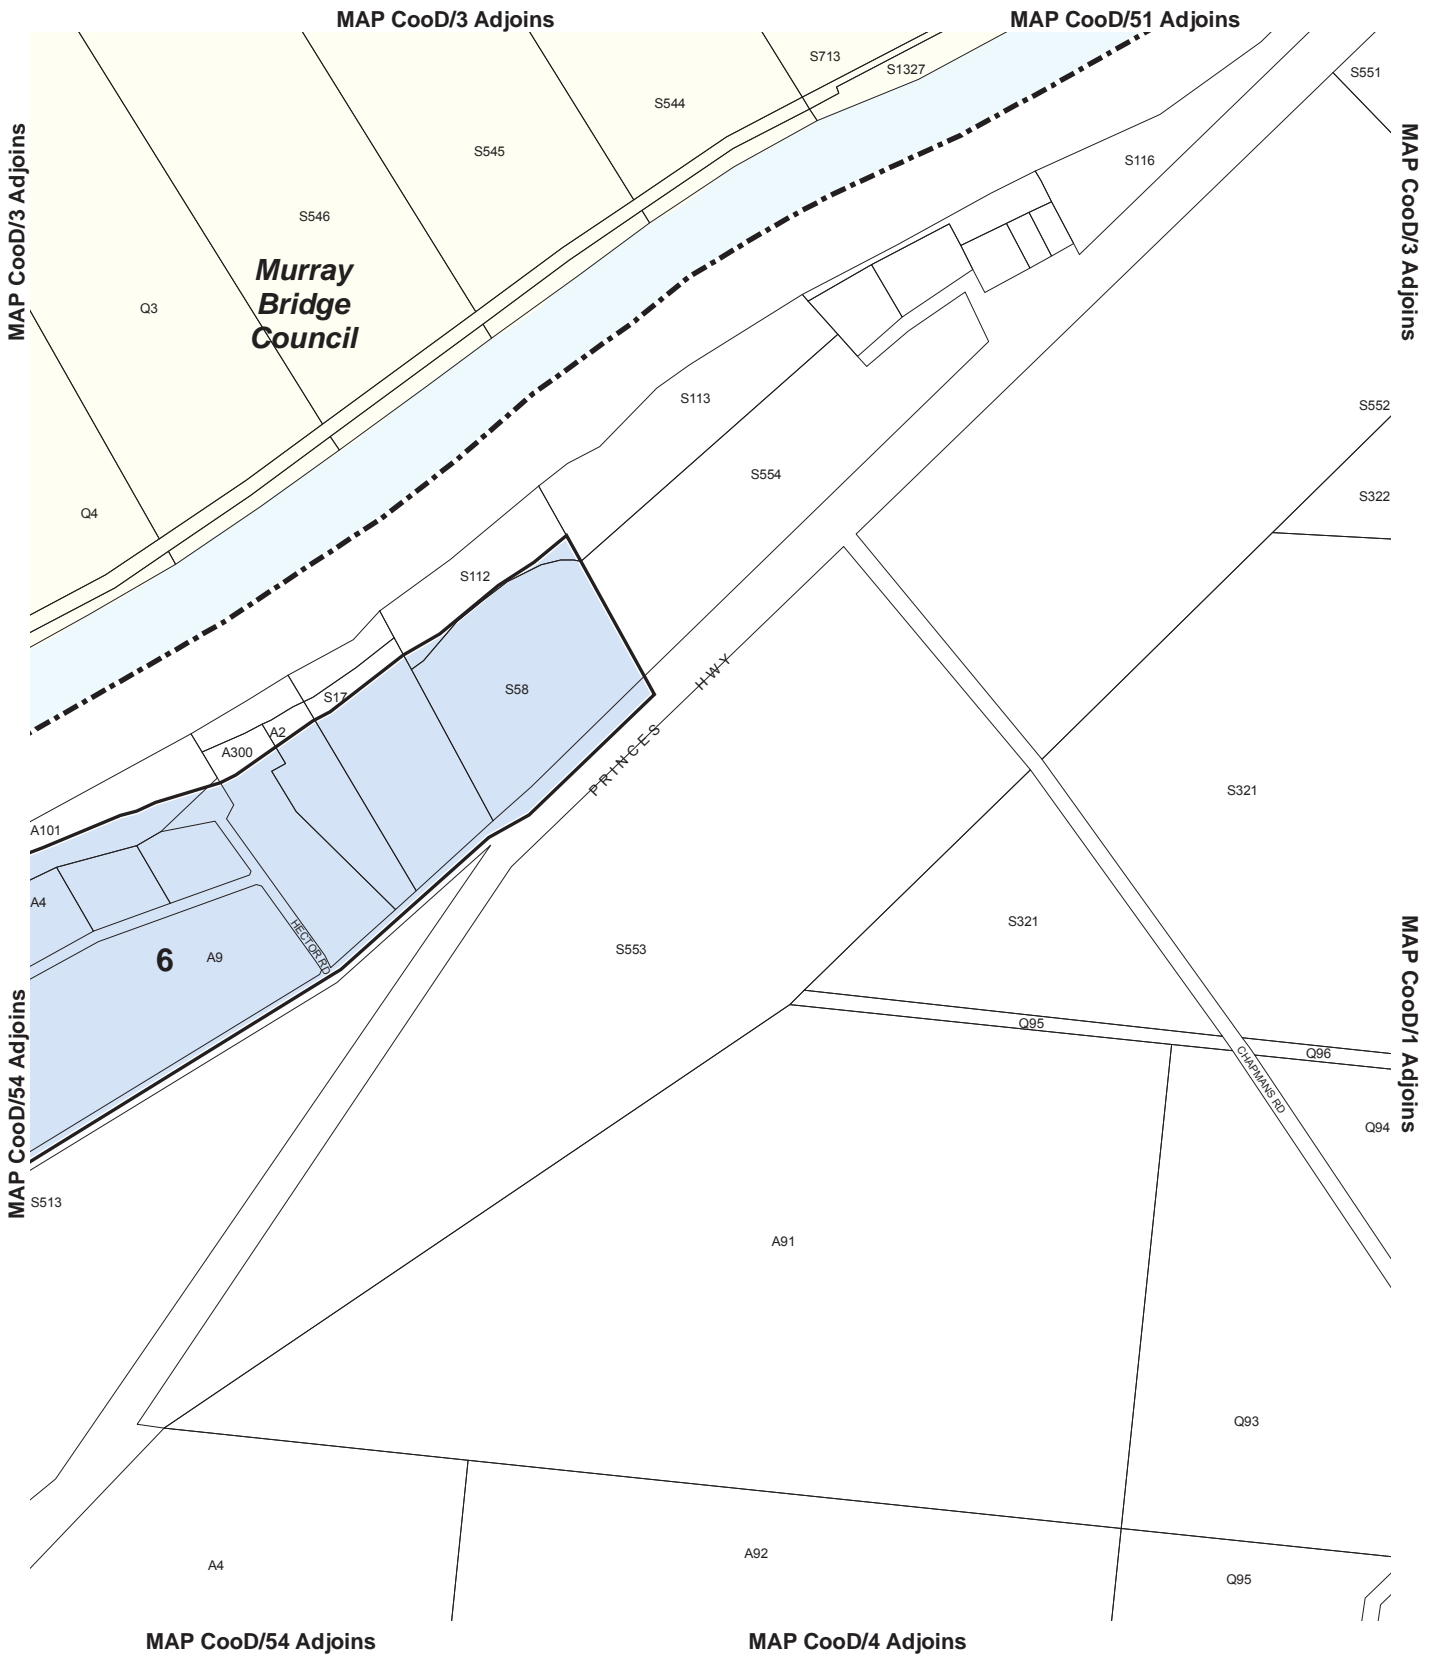 MAP CooD/3 Adjoins
MAP CooD/51 Adjoins
S713
S1327
S551
S544
MAP CooD/3 Adjoins
MAP CooD/3 Adjoins
S545
S116
S546
Murray
Bridge
Council
Q3
S113
S552
S554
S322
Q4
S112
HWY
S58
S17
A2
A300
PRINCES
S321
A101
A4
HECTOR RD
S321
S553
6
A9
MAP CooD/54 Adjoins
MAP CooD/1 Adjoins
Q95
Q96
CHAPMANS RD
Q94
S513
A91
Q93
A92
A4
Q95
MAP CooD/54 Adjoins
MAP CooD/4 Adjoins